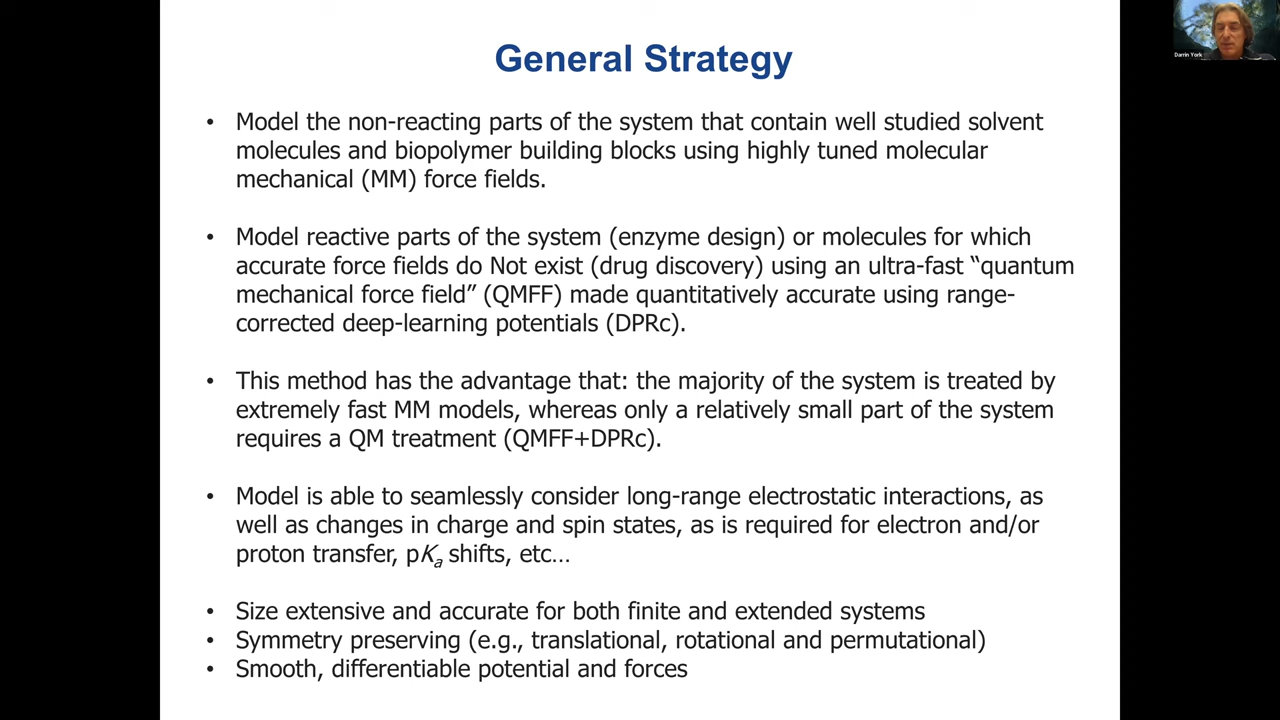 General Strategy
• Model the non-reacting parts of the system that contain well studied solvent
molecules and biopolymer building blocks using highly tuned molecular
mechanical (MM) force fields.
• Model reactive parts of the system (enzyme design) or molecules for which
accurate force fields do Not exist (drug discovery) using an ultra-fast “quantum
mechanical force field” (QMFF) made quantitatively accurate using range-
corrected deep-learning potentials (DPRc).
• This method has the advantage that: the majority of the system is treated by
extremely fast MM models, whereas only a relatively small part of the system
requires a QM treatment (QMFF+DPRc).
• Model is able to seamlessly consider long-range electrostatic interactions, as
well as changes in charge and spin states, as is required for electron and/or
proton transfer, pKa shifts, etc…
• Size extensive and accurate for both finite and extended systems
• Symmetry preserving (e.g., translational, rotational and permutational)
• Smooth, differentiable potential and forces
Darrin York